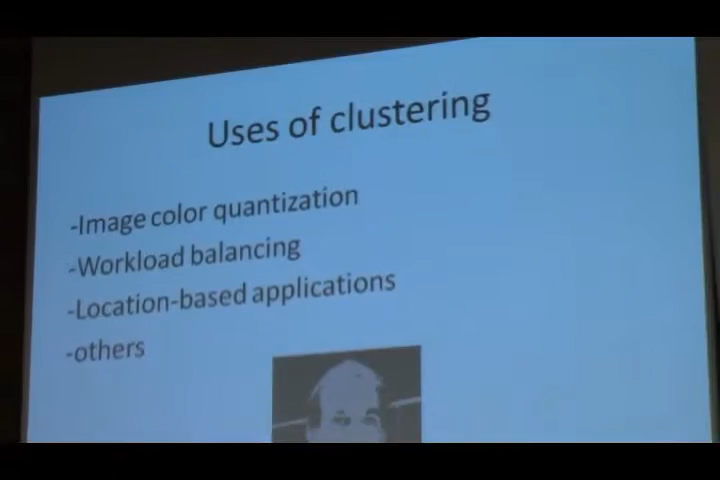 Uses of clustering
-Image color quantization
-Workload balancing
-Location-based applications
-others